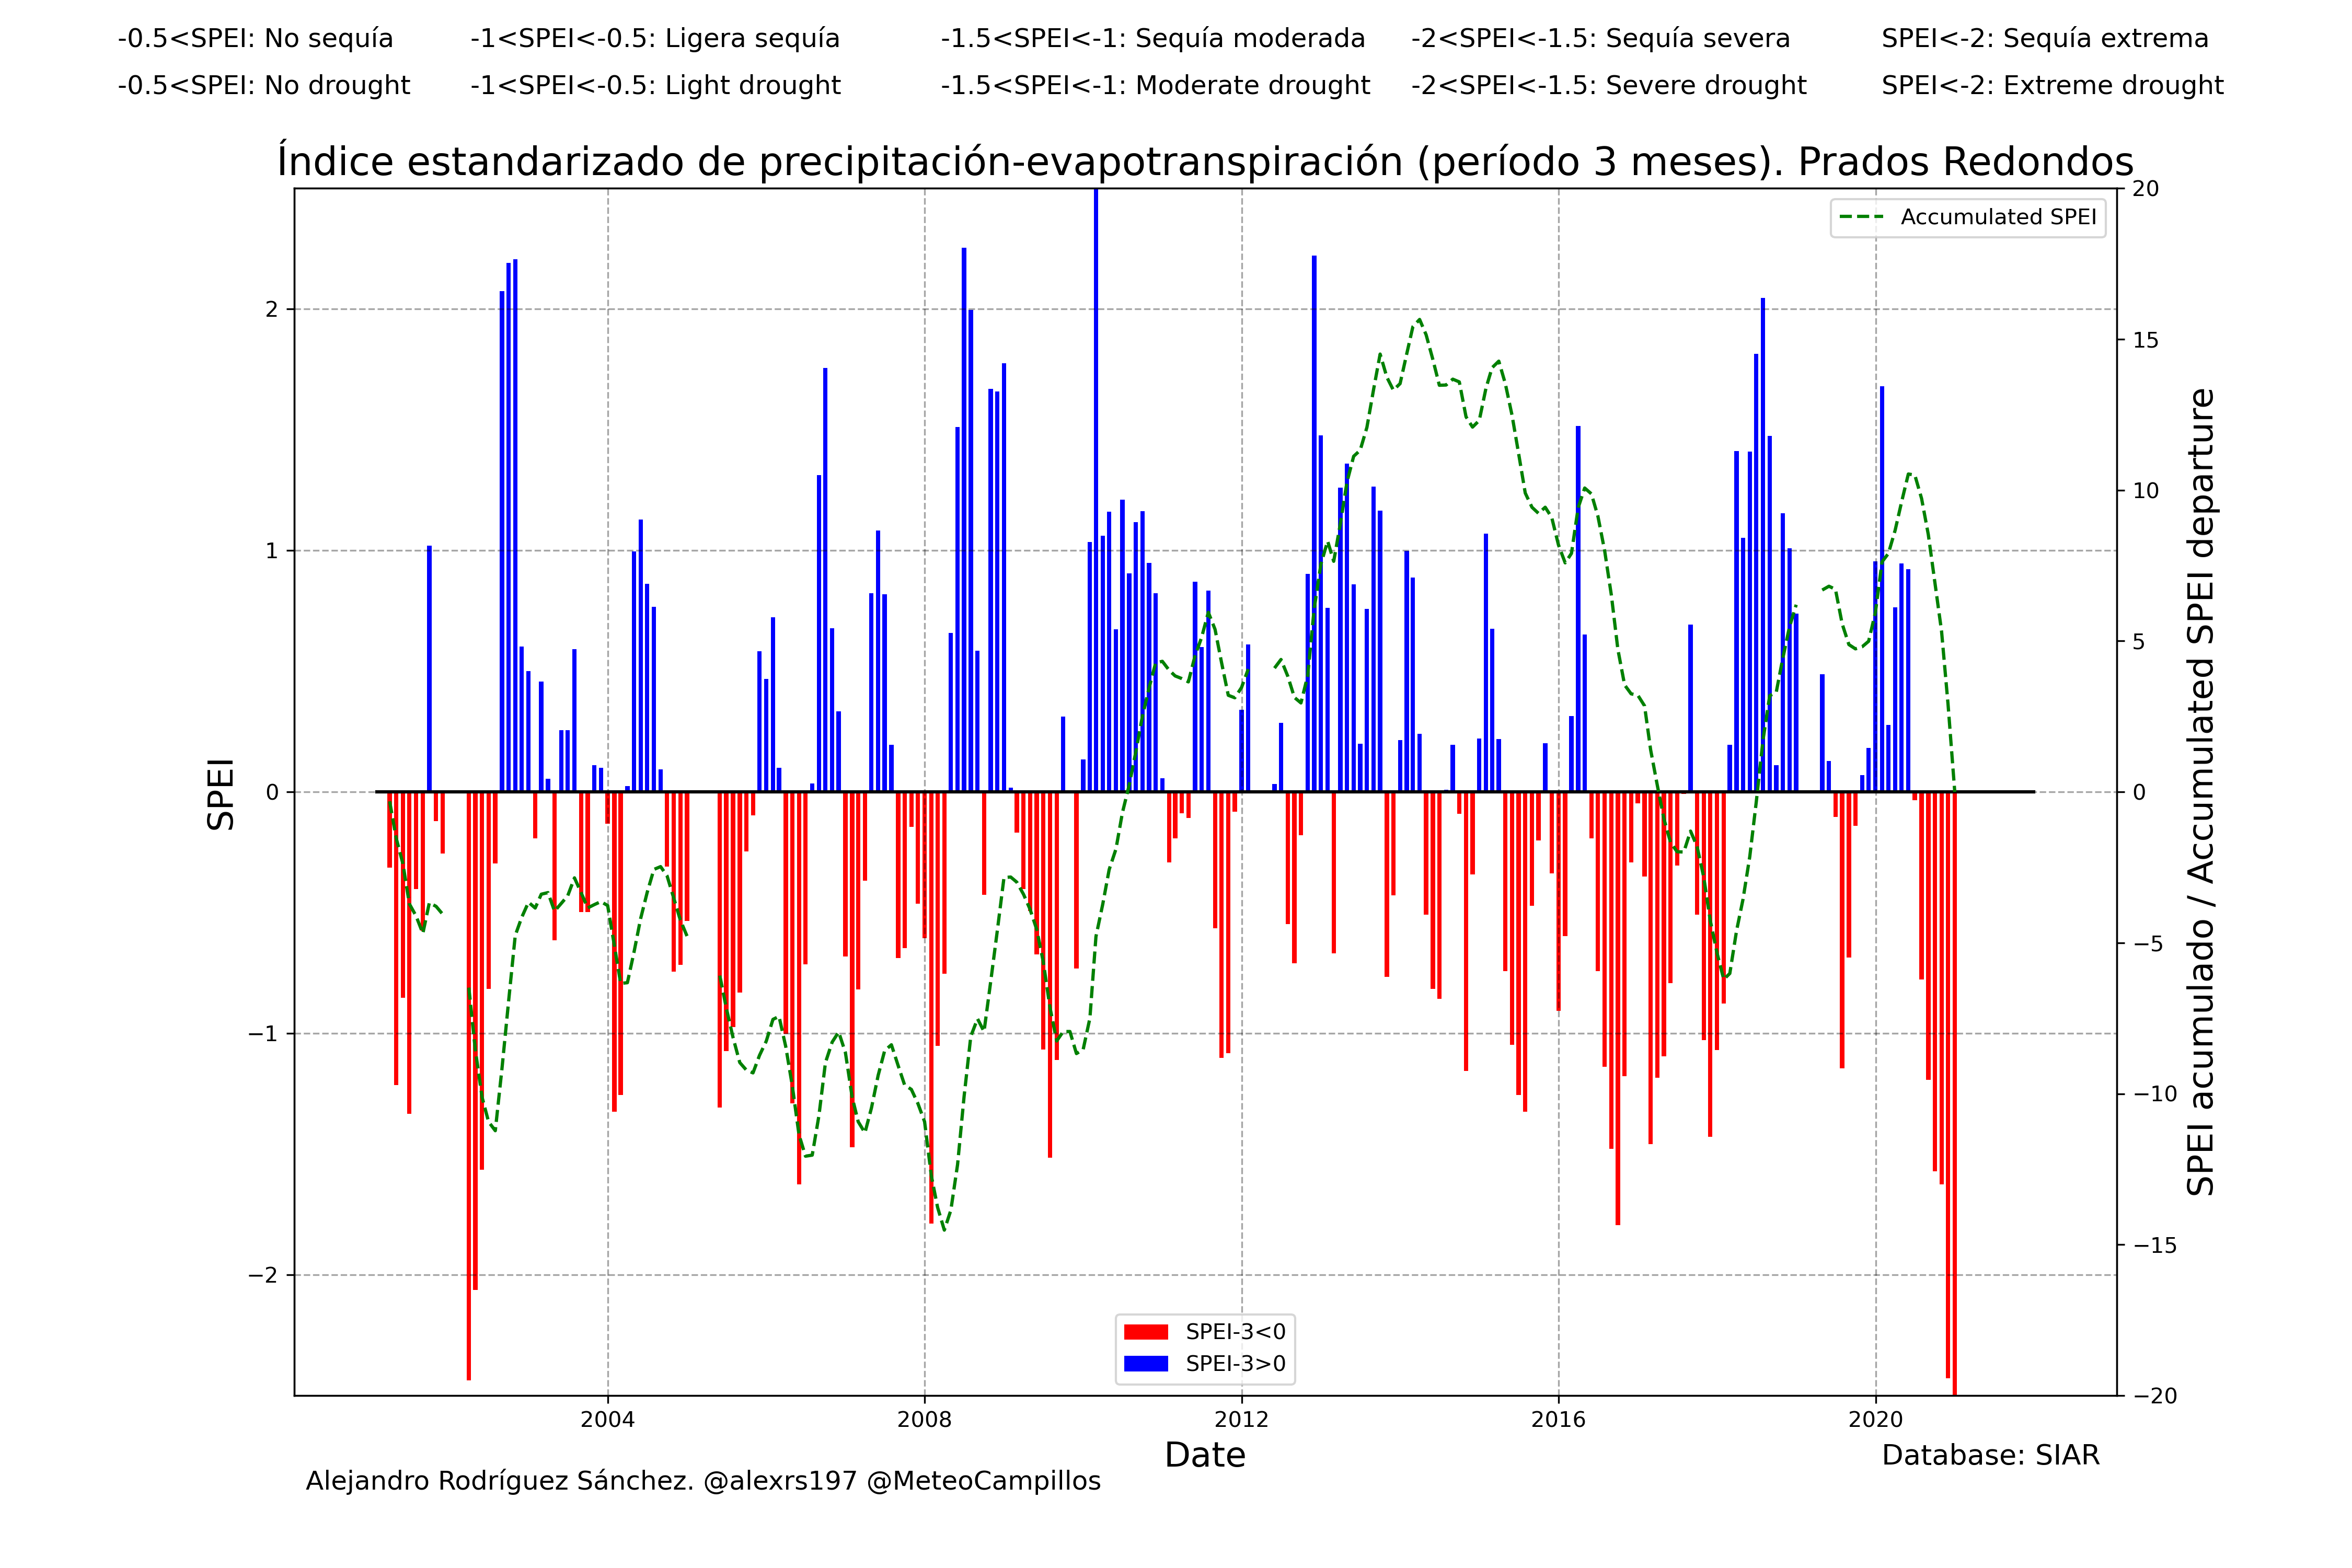 -0.5<SPEI: No sequía -1<SPEI<-0.5: Ligera sequía -1.5<SPEI<-1: Sequía moderada -2<SPEI<-1.5: Sequía severa SPEI<-2: Sequía extrema
-0.5<SPEI: No drought -1<SPEI<-0.5: Light drought -1.5<SPEI<-1: Moderate drought -2<SPEI<-1.5: Severe drought SPEI<-2: Extreme drought
Índice estandarizado de precipitación-evapotranspiración (período 3 meses). Prados Redondos
Accumulated SPEI
SPEI
2
1
0
−1
−2
20
15
10
5
0
−5
−10
−15
−20
SPEI acumulado / Accumulated SPEI departure
SPEI-3<0
SPEI-3>0
2004 2008 2012 2016 2020
Date
Database: SIAR
Alejandro Rodríguez Sánchez. @alexrs197 @MeteoCampillos